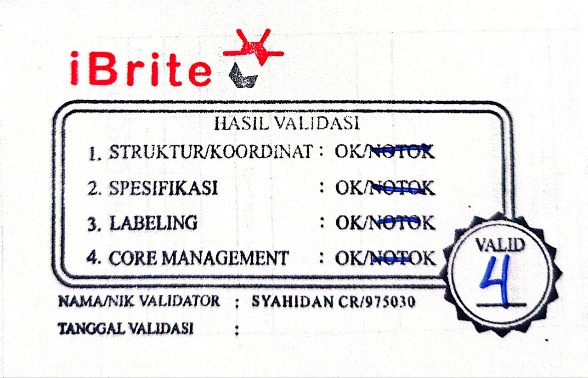 iBrite
HASIL VALIDASI
1. STRUKTUR/KOORDINAT : OK/NOTOK
2. SPESIFIKASI : OK/NOTOK
3. LABELING : OK/NOTOK
4. CORE MANAGEMENT : OK/NOTOK
VALID
4
NAMA/NIK VALIDATOR : SYAHIDAN CR/975030
TANGGAL VALIDASI :